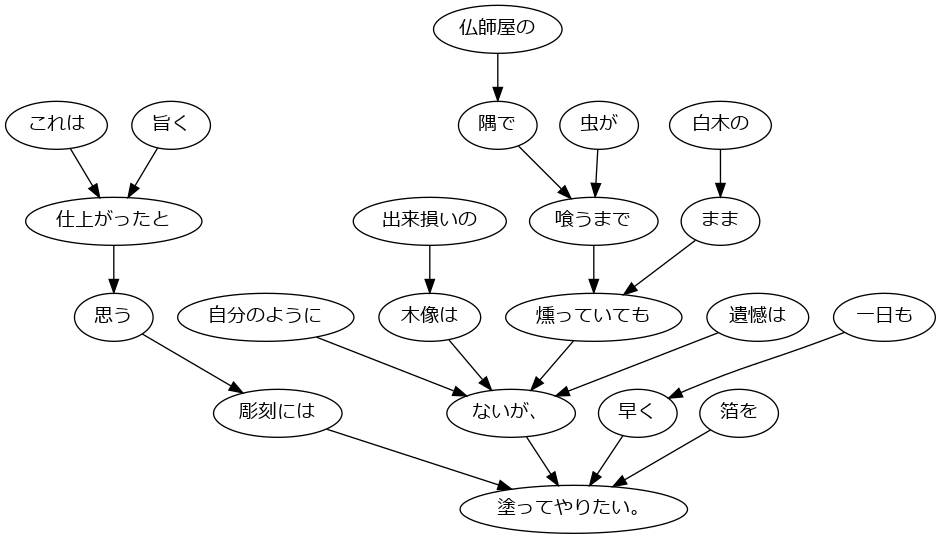 仏師屋の
これは
旨く
隅で
虫が
白木の
仕上がったと
出来損いの
喰うまで
まま
思う
自分のように
木像は
燻っていても
遺憾は
一日も
彫刻には
ないが、
早く
箔を
塗ってやりたい。